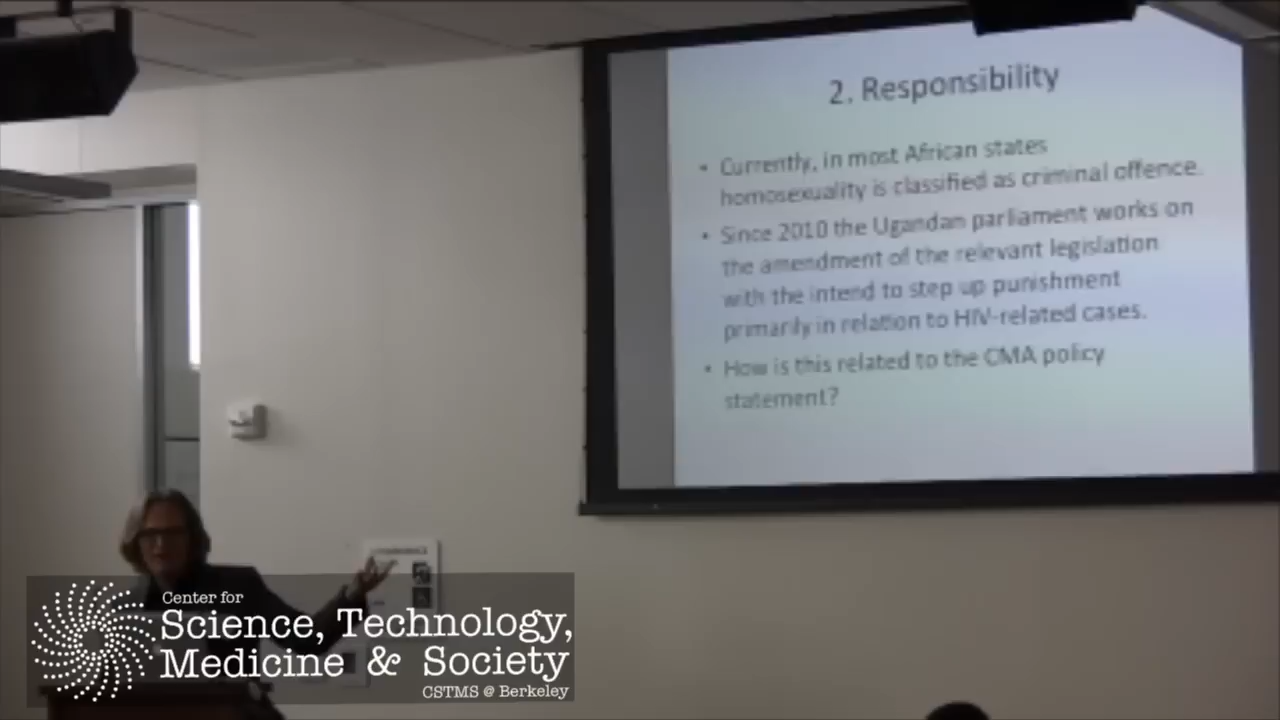 2. Responsibility
• Currently, in most African states
homosexuality is classified as criminal offence.
• Since 2010 the Ugandan parliament works on
the amendment of the relevant legislation
with the intend to step up punishment
primarily in relation to HIV-related cases.
• How is this related to the CMA policy
statement?
Center for
Science, Technology,
Medicine & Society
CSTMS @ Berkeley